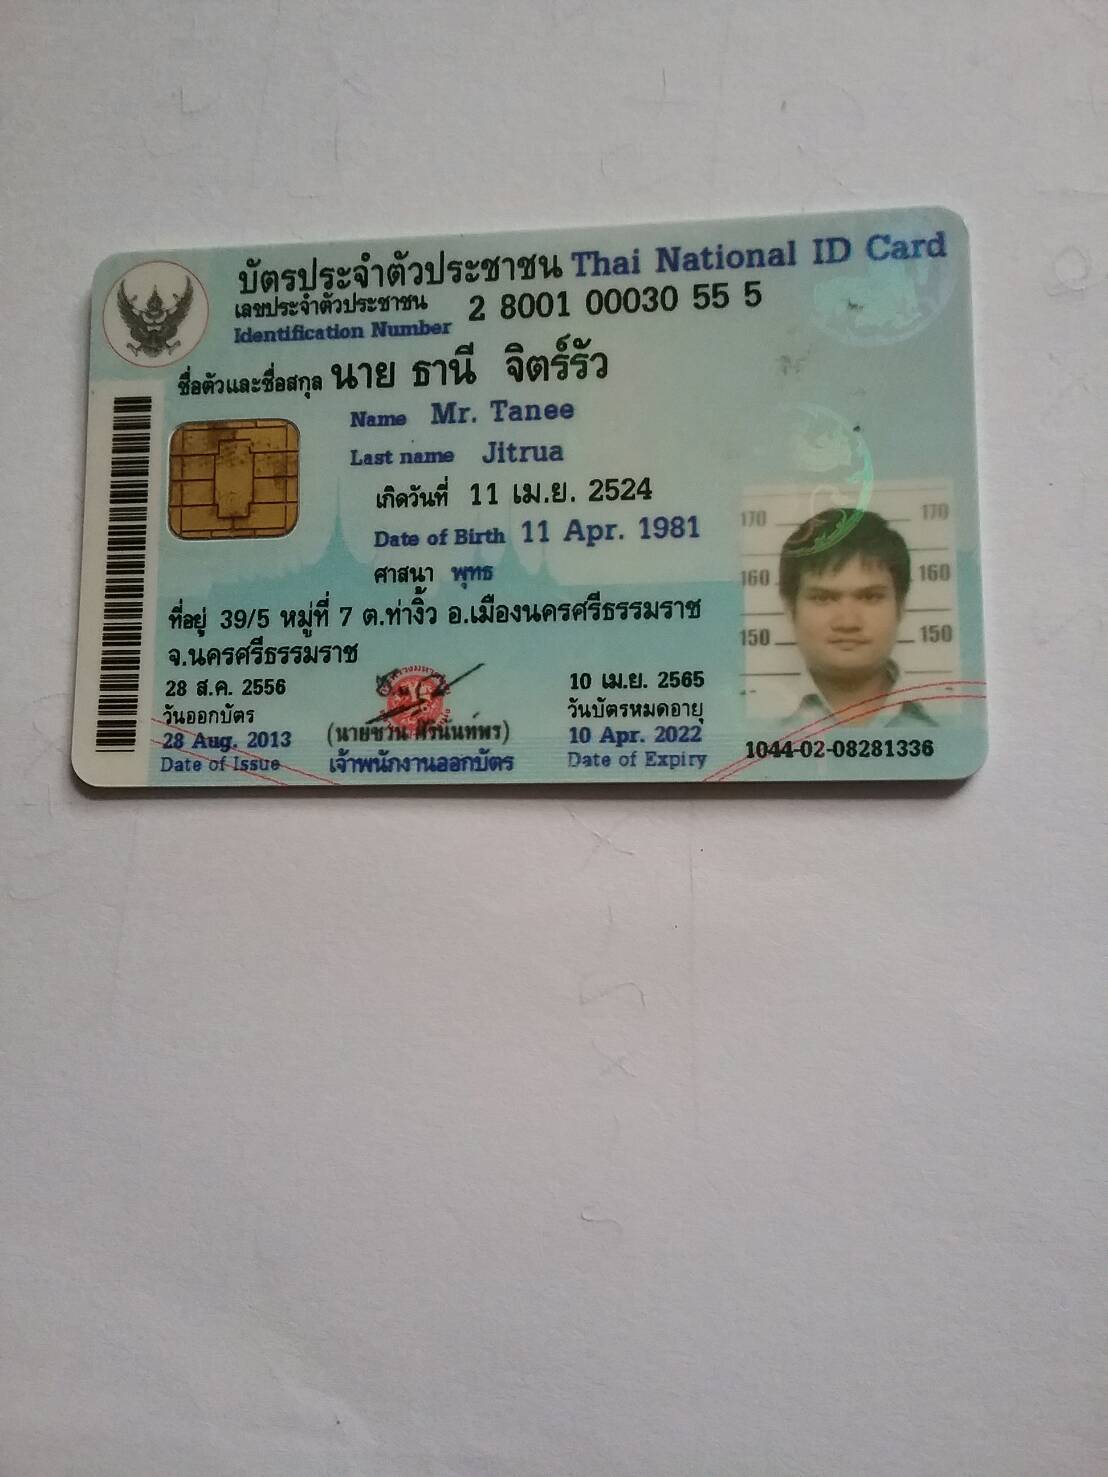 บัตรประจำตัวประชาชน Thai National ID Card
เลขประจำตัวประชาชน 2 8001 00030 55 5
Identification Number
ชื่อตัวและชื่อสกุล นาย ธานี จิตร์รัว
Name Mr. Tanee
Last name Jitrua
เกิดวันที่ 11 เม.ย. 2524
Date of Birth 11 Apr. 1981
ศาสนา พุทธ
ที่อยู่ 39/5 หมู่ที่ 7 ต.ท่างิ้ว อ.เมืองนครศรีธรรมราช
จ.นครศรีธรรมราช
28 ส.ค. 2556
วันออกบัตร
28 Aug. 2013
Date of Issue
(นายชวน ศิรินันท์พร)
เจ้าพนักงานออกบัตร
10 เม.ย. 2565
วันบัตรหมดอายุ
10 Apr. 2022
Date of Expiry
170 170
160 160
150 150
1044-02-08281336